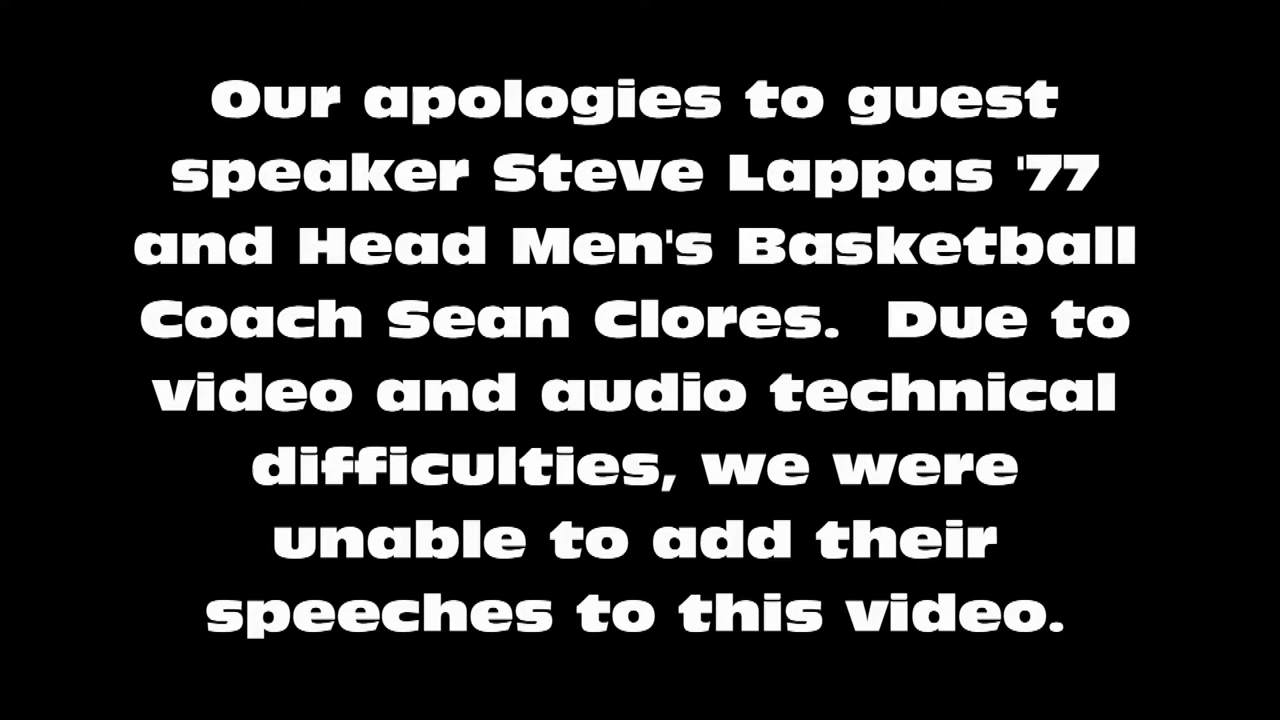 Our apologies to guest
speaker Steve Lappas '77
and Head Men's Basketball
Coach Sean Clores.  Due to
video and audio technical
difficulties, we were
unable to add their
speeches to this video.